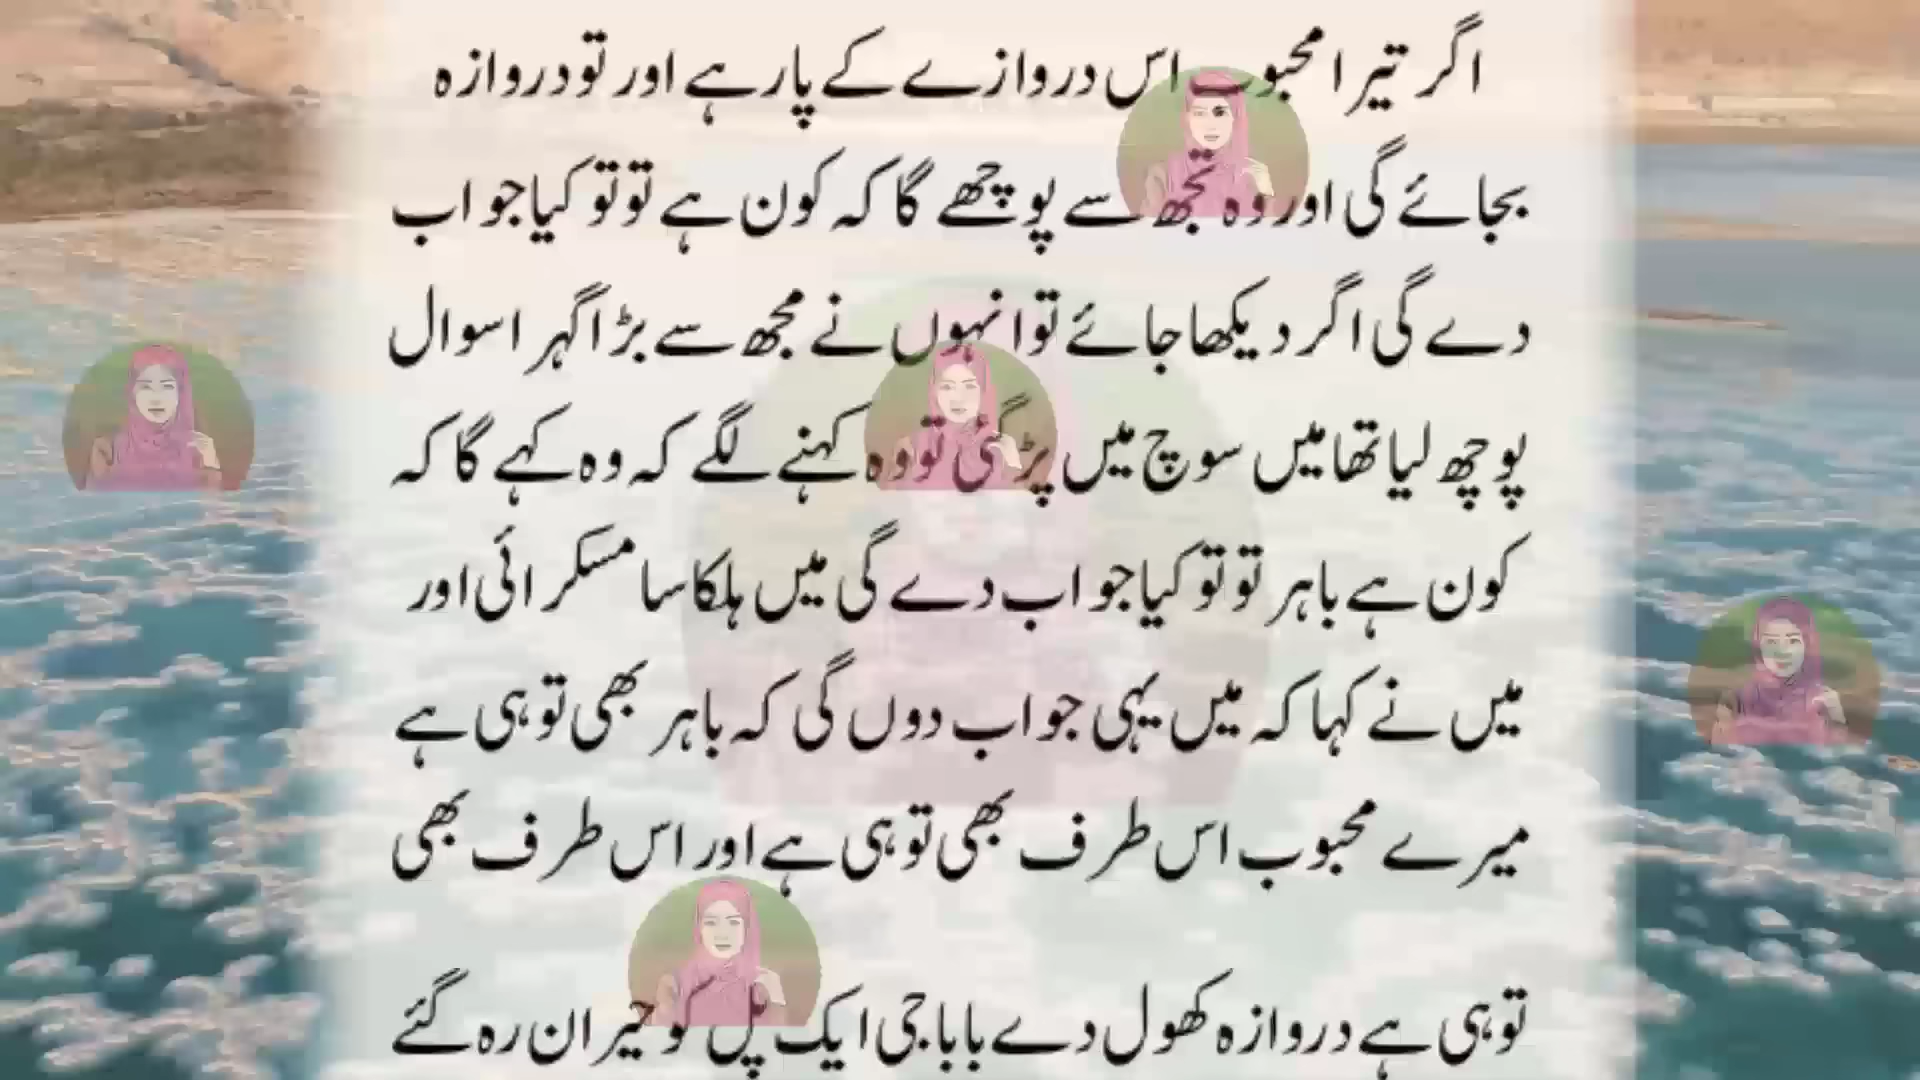 اگر تیرا محبوب اس دروازے کے پار ہے اور تو دروازہ
بجائے گی اور وہ تجھ سے پوچھے گا کہ کون ہے تو تو کیا جواب
دے گی اگر دیکھا جائے تو انہوں نے مجھ سے بڑا گہرا سوال
پوچھ لیا تھا میں سوچ میں پڑ گئی تو وہ کہنے لگے کہ وہ کہے گا کہ
کون ہے باہر تو تو کیا جواب دے گی میں ہلکا سا مسکرائی اور
میں نے کہا کہ میں یہی جواب دوں گی کہ باہر بھی تو ہی ہے
میرے محبوب اس طرف بھی تو ہی ہے اور اس طرف بھی
تو ہی ہے دروازہ کھول دے بابا جی ایک پل کو حیران رہ گئے